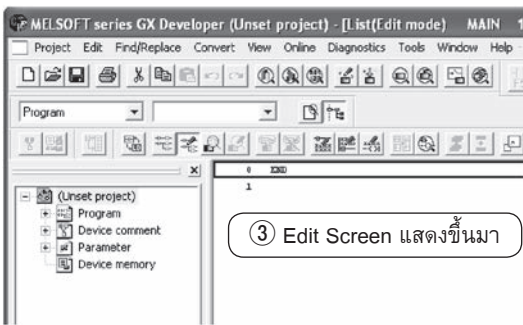 MELSOFT series GX Developer (Unset project) - [List(Edit mode) MAIN 1
Project Edit Find/Replace Convert View Online Diagnostics Tools Window Help
Program
0 END
1
(Unset project)
Program
Device comment
Parameter
Device memory
③ Edit Screen แสดงขึ้นมา